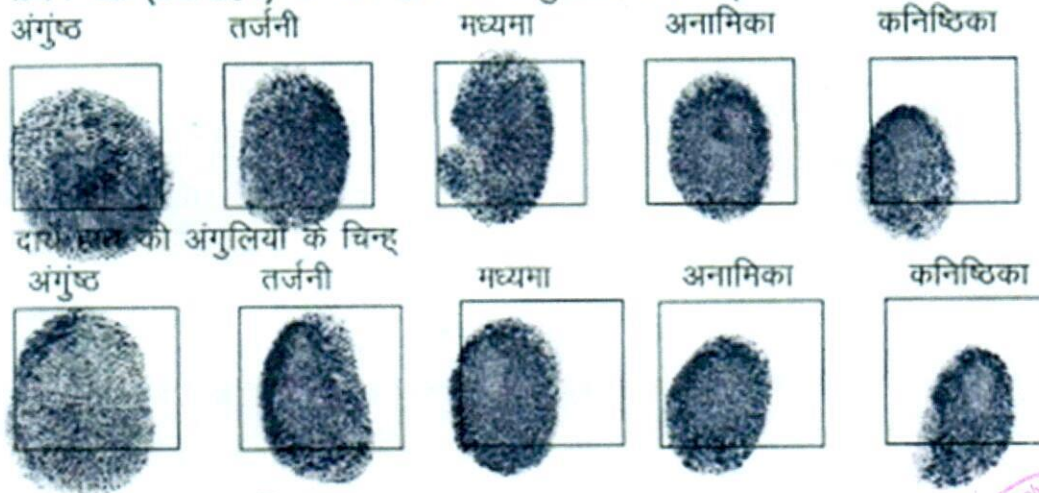 अंगुंष्ठ तर्जनी मध्यमा अनामिका कनिष्ठिका
की अंगुलियों के चिन्ह्
अंगुंष्ठ तर्जनी मध्यमा अनामिका कनिष्ठिका